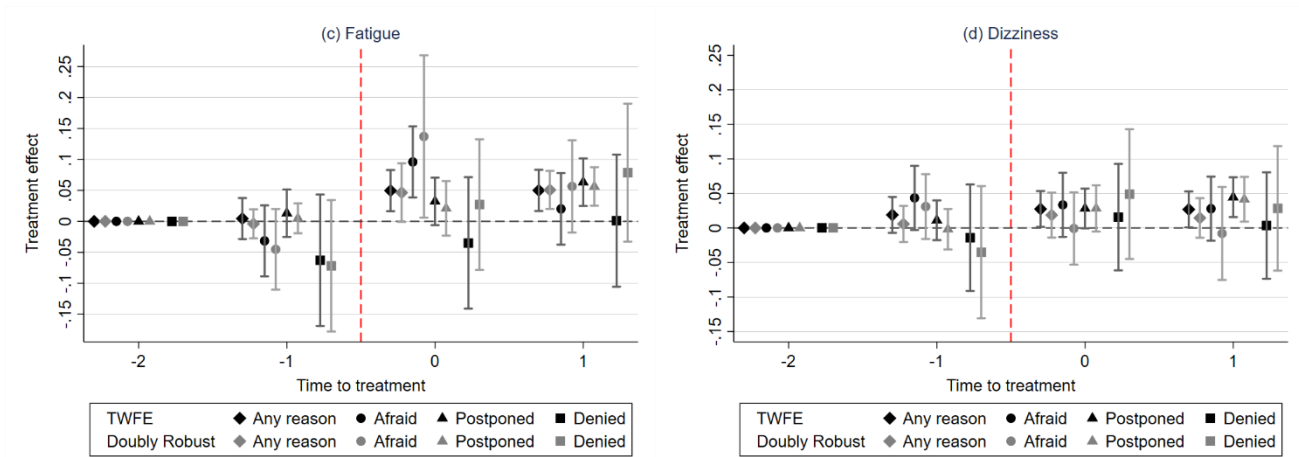 (c) Fatigue
Treatment effect
.25
.2
.15
.1
.05
0
-.05
-.1
-.15
-2 -1 0 1
Time to treatment
TWFE Any reason Afraid Postponed Denied
Doubly Robust Any reason Afraid Postponed Denied
(d) Dizziness
Treatment effect
.25
.2
.15
.1
.05
0
-.05
-.1
-.15
-2 -1 0 1
Time to treatment
TWFE Any reason Afraid Postponed Denied
Doubly Robust Any reason Afraid Postponed Denied